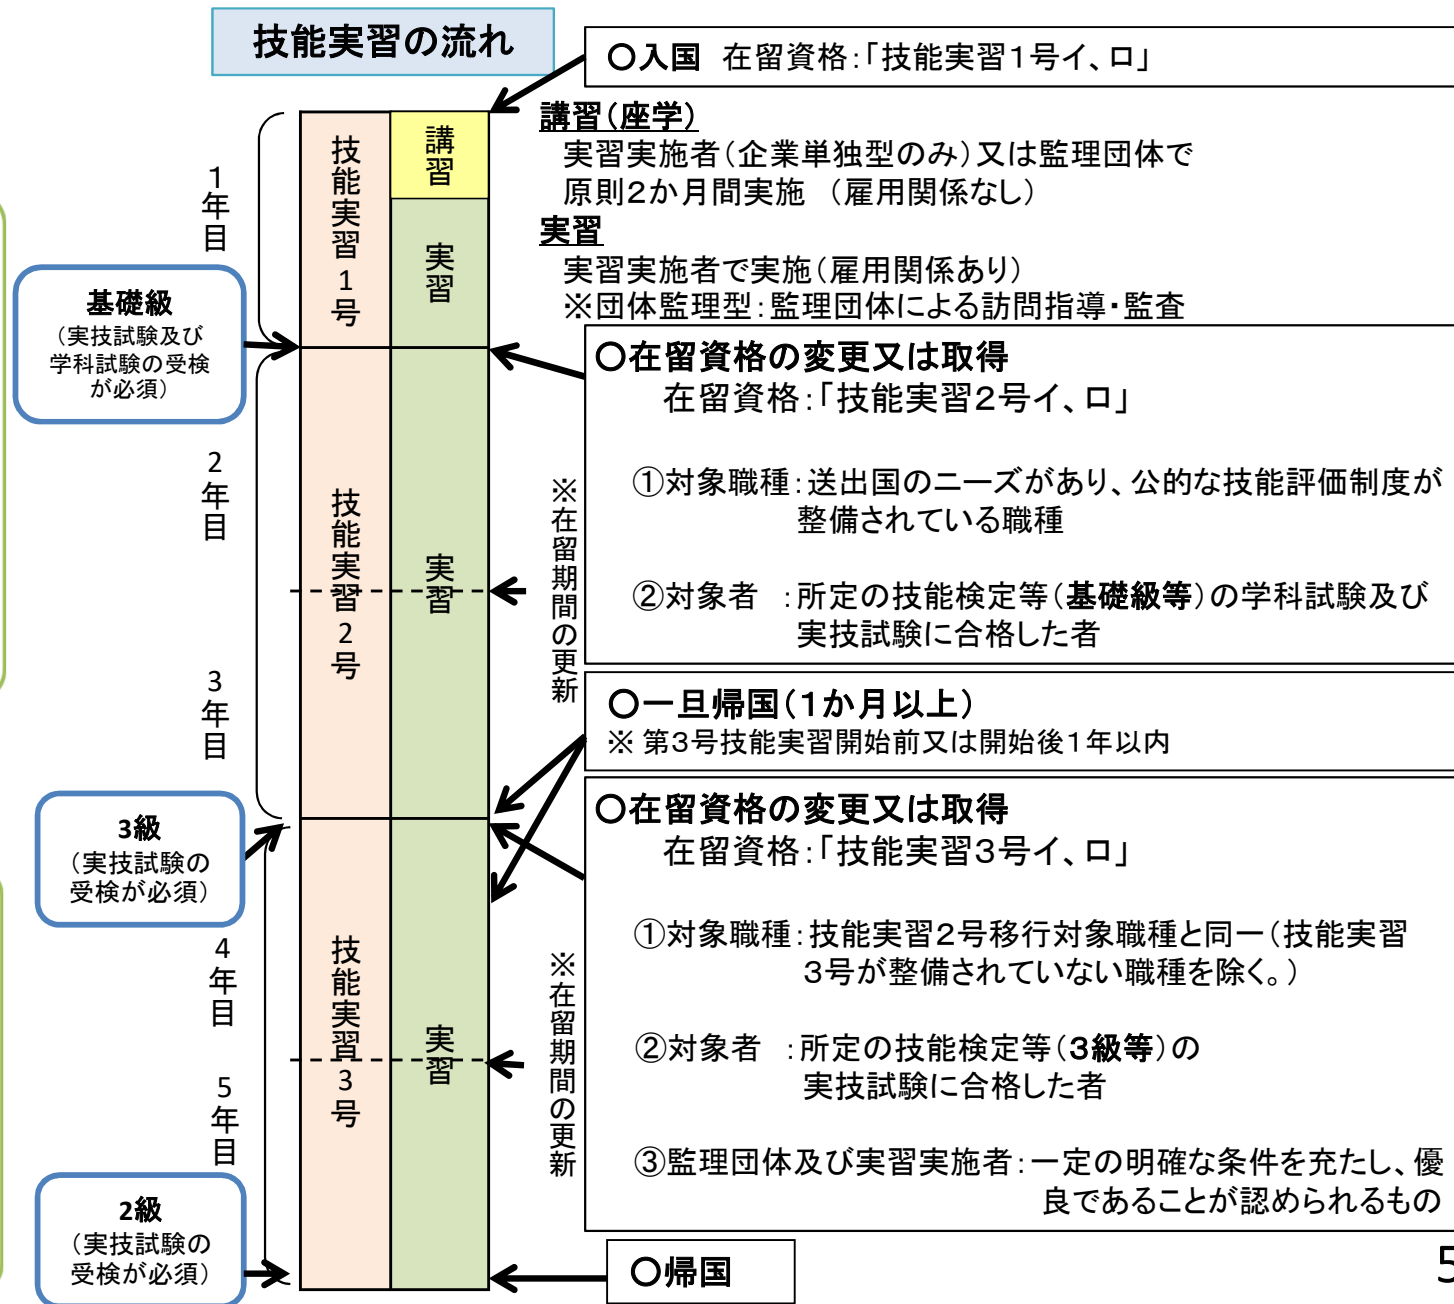 技能実習の流れ
○入国 在留資格：「技能実習1号イ、ロ」
講習（座学）
実習実施者（企業単独型のみ）又は監理団体で
原則2か月間実施 （雇用関係なし）
実習
実習実施者で実施（雇用関係あり）
※団体監理型：監理団体による訪問指導・監査
1年目
技能実習1号
講習
実習
基礎級
（実技試験及び
学科試験の受検
が必須）
○在留資格の変更又は取得
在留資格：「技能実習2号イ、ロ」
①対象職種：送出国のニーズがあり、公的な技能評価制度が
整備されている職種
②対象者 ：所定の技能検定等（基礎級等）の学科試験及び
実技試験に合格した者
2年目
技能実習2号
実習
※在留期間の更新
3年目
○一旦帰国（1か月以上）
※ 第3号技能実習開始前又は開始後1年以内
3級
（実技試験の
受検が必須）
○在留資格の変更又は取得
在留資格：「技能実習3号イ、ロ」
①対象職種：技能実習2号移行対象職種と同一（技能実習
3号が整備されていない職種を除く。）
②対象者 ：所定の技能検定等（3級等）の
実技試験に合格した者
③監理団体及び実習実施者：一定の明確な条件を充たし、優
良であることが認められるもの
4年目
技能実習3号
実習
※在留期間の更新
5年目
2級
（実技試験の
受検が必須）
○帰国
5